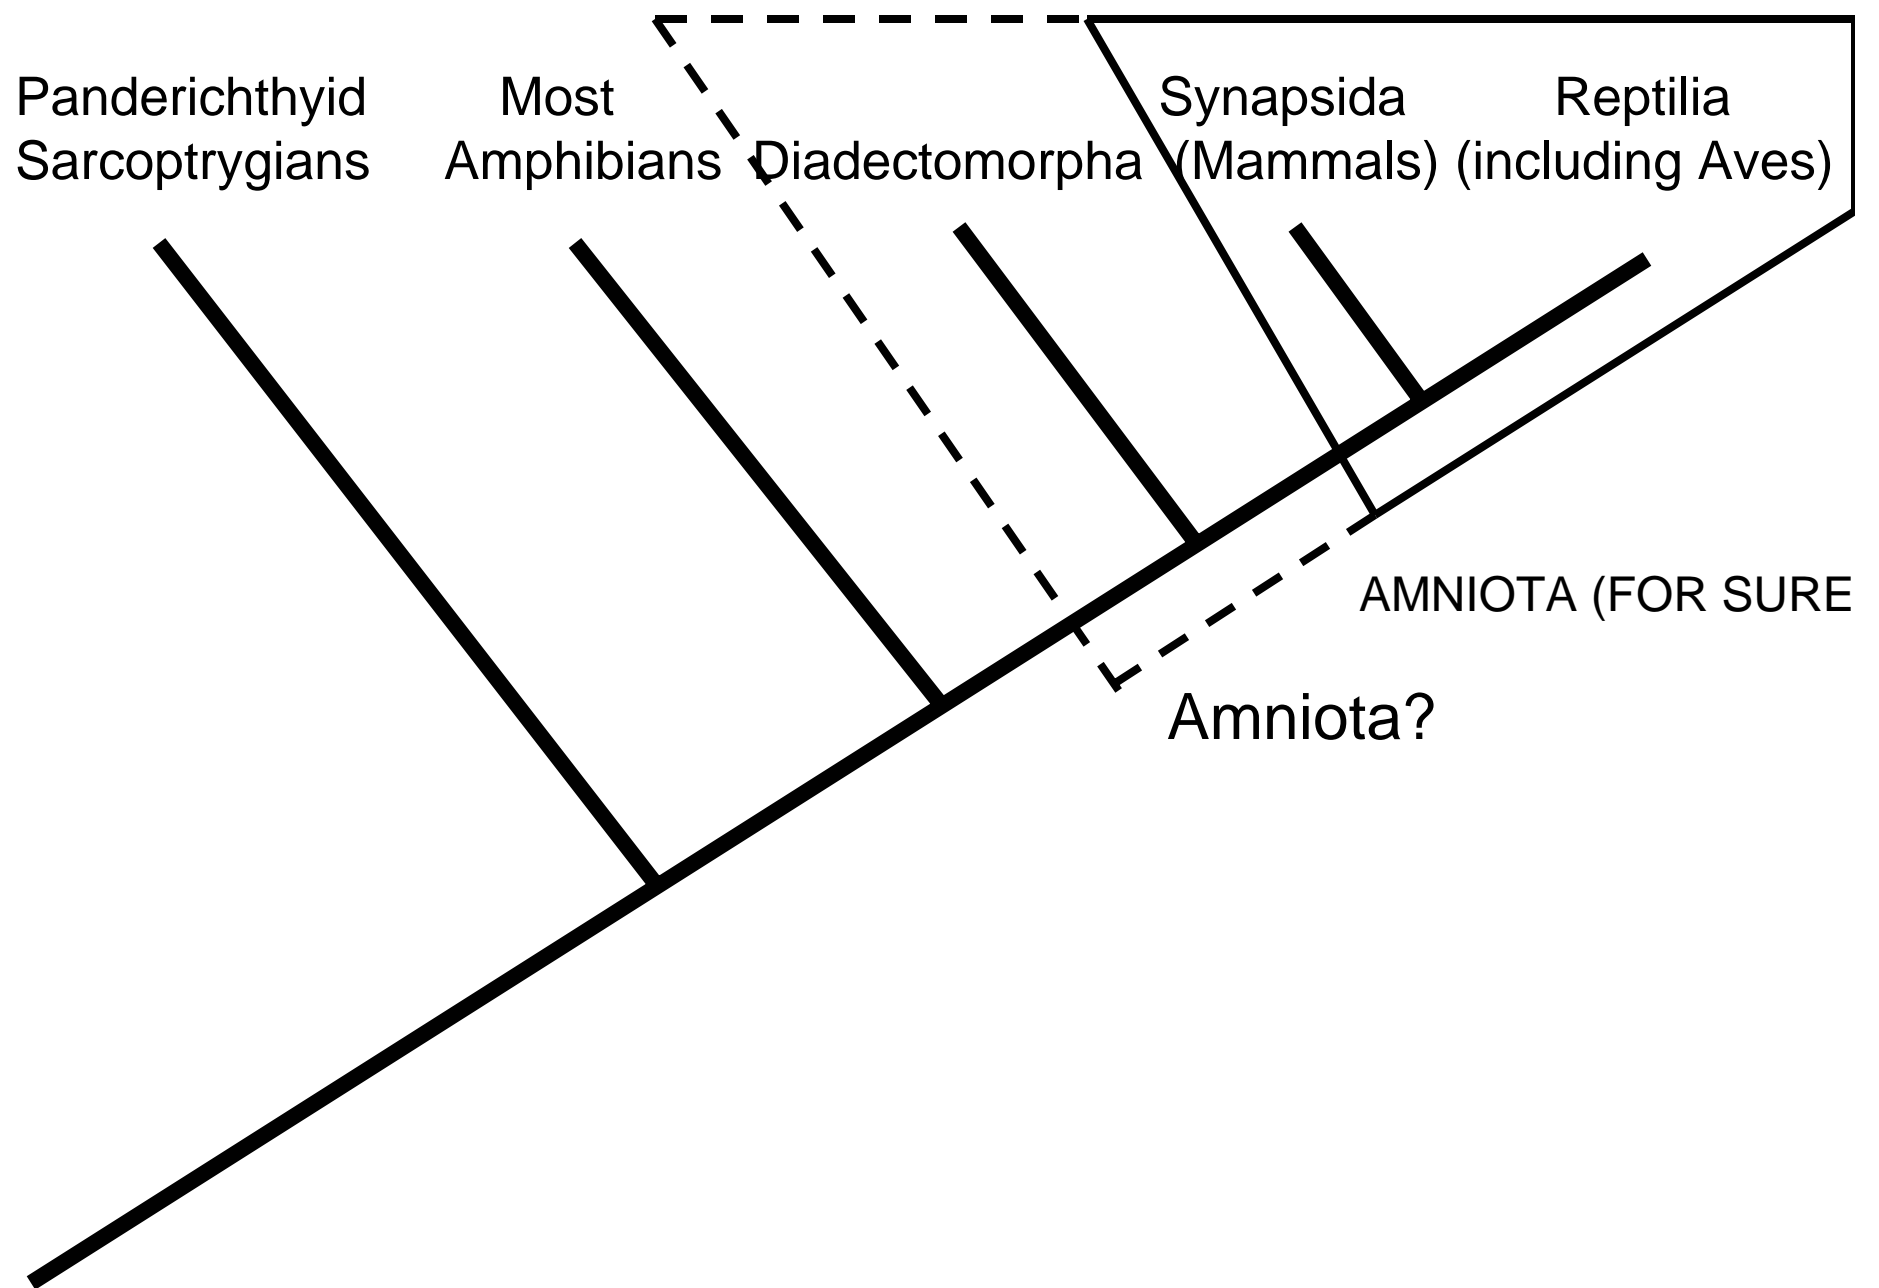 Panderichthyid
Sarcoptrygians
Most
Amphibians
Diadectomorpha
Synapsida
(Mammals)
Reptilia
(including Aves)
AMNIOTA (FOR SURE
Amniota?